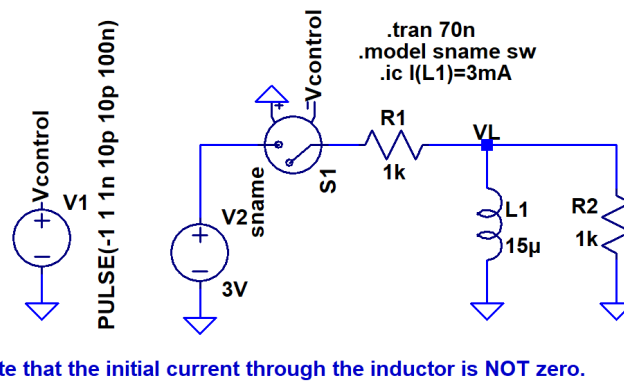 .tran 70n
.model sname sw
.ic I(L1)=3mA
Vcontrol
V1
PULSE(-1 1 1n 10p 10p 100n)
Vcontrol
S1
sname
V2
3V
R1
1k
VL
L1
15µ
R2
1k
te that the initial current through the inductor is NOT zero.